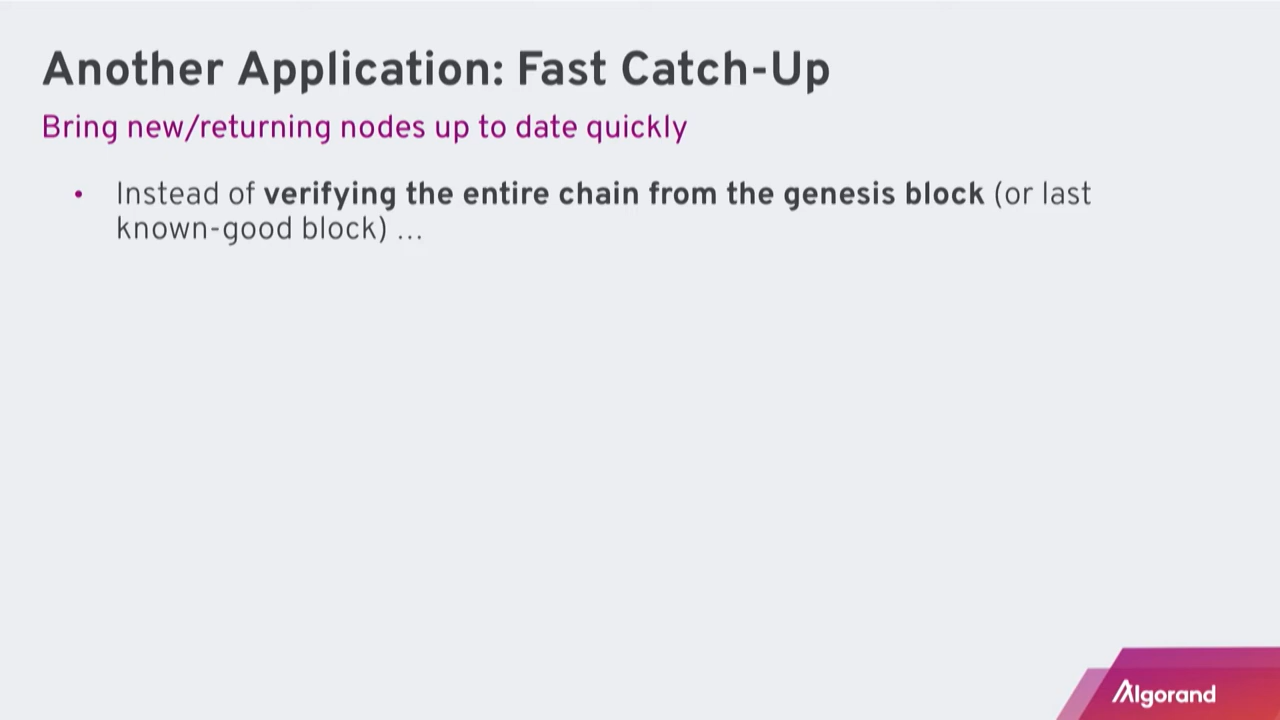 Another Application: Fast Catch-Up
Bring new/returning nodes up to date quickly
• Instead of verifying the entire chain from the genesis block (or last
known-good block) ...
Algorand